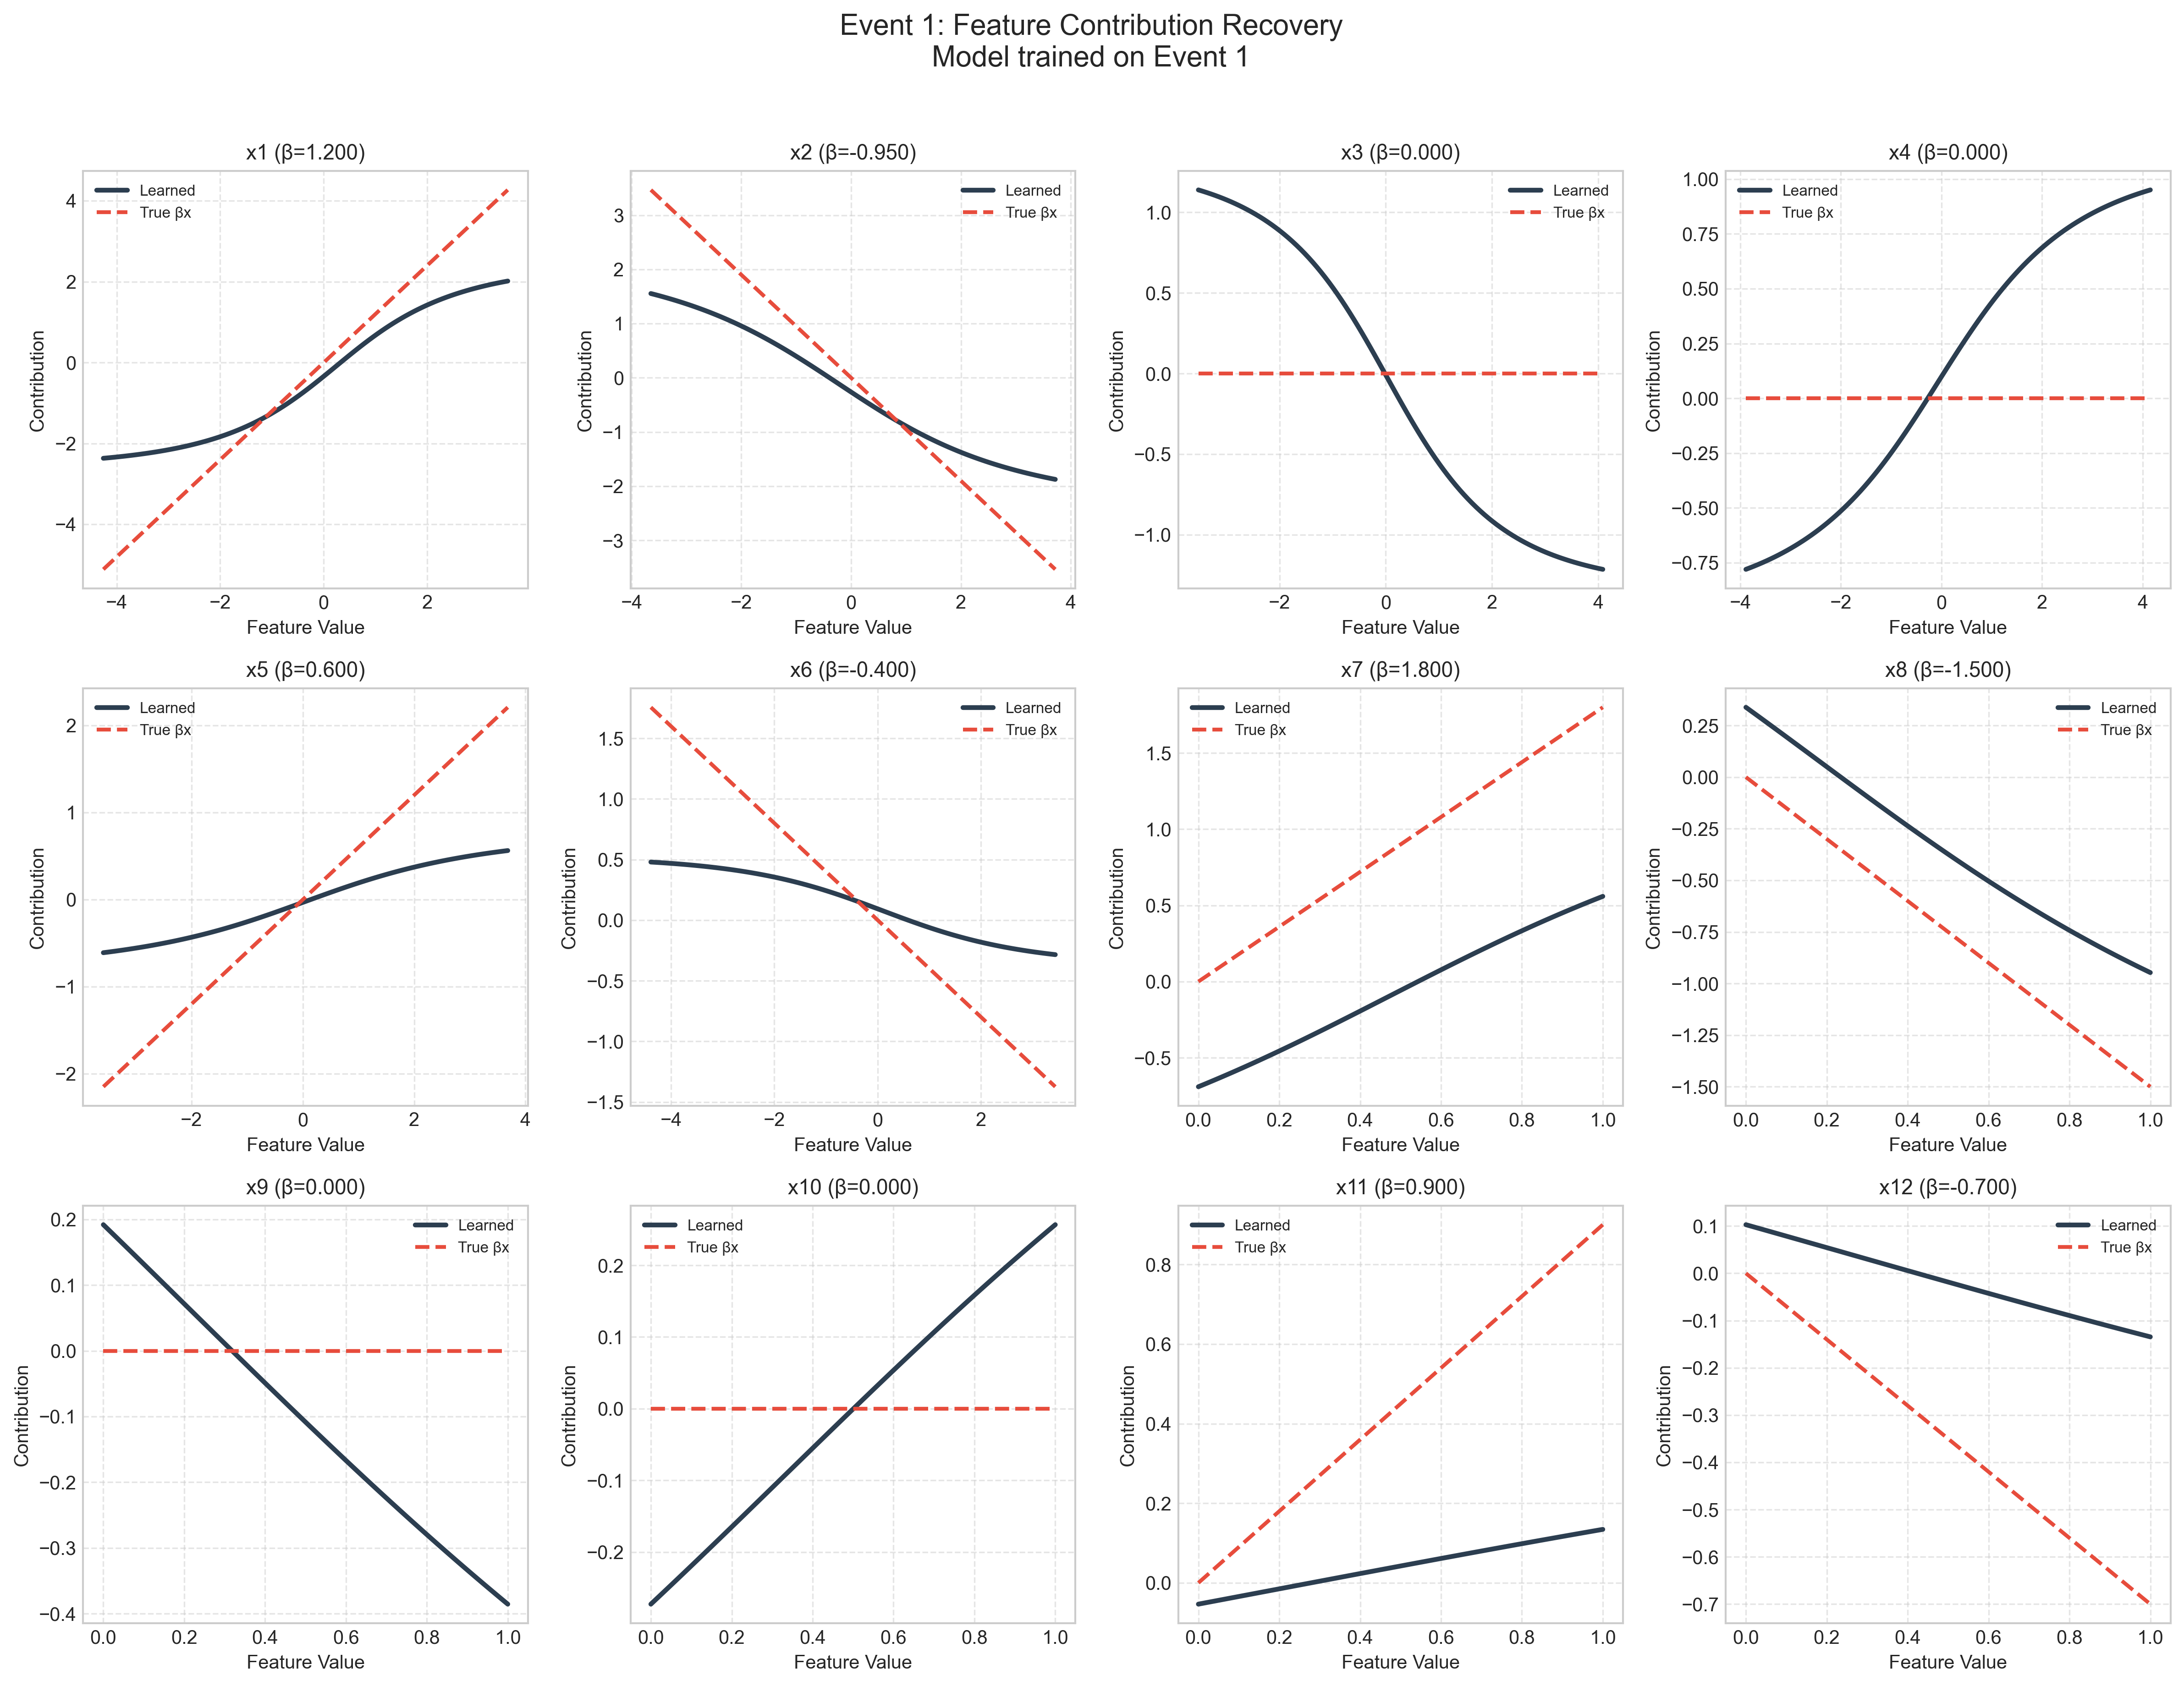 Event 1: Feature Contribution Recovery
Model trained on Event 1
x1 (β=1.200)
Learned
True βx
4
2
0
−2
−4
Contribution
−4
−2
0
2
Feature Value
x2 (β=-0.950)
Learned
True βx
3
2
1
0
−1
−2
−3
Contribution
−4
−2
0
2
4
Feature Value
x3 (β=0.000)
Learned
True βx
1.0
0.5
0.0
−0.5
−1.0
Contribution
−2
0
2
4
Feature Value
x4 (β=0.000)
Learned
True βx
1.00
0.75
0.50
0.25
0.00
−0.25
−0.50
−0.75
Contribution
−4
−2
0
2
4
Feature Value
x5 (β=0.600)
Learned
True βx
2
1
0
−1
−2
Contribution
−2
0
2
4
Feature Value
x6 (β=-0.400)
Learned
True βx
1.5
1.0
0.5
0.0
−0.5
−1.0
−1.5
Contribution
−4
−2
0
2
Feature Value
x7 (β=1.800)
Learned
True βx
1.5
1.0
0.5
0.0
−0.5
Contribution
0.0
0.2
0.4
0.6
0.8
1.0
Feature Value
x8 (β=-1.500)
Learned
True βx
0.25
0.00
−0.25
−0.50
−0.75
−1.00
−1.25
−1.50
Contribution
0.0
0.2
0.4
0.6
0.8
1.0
Feature Value
x9 (β=0.000)
Learned
True βx
0.2
0.1
0.0
−0.1
−0.2
−0.3
−0.4
Contribution
0.0
0.2
0.4
0.6
0.8
1.0
Feature Value
x10 (β=0.000)
Learned
True βx
0.2
0.1
0.0
−0.1
−0.2
Contribution
0.0
0.2
0.4
0.6
0.8
1.0
Feature Value
x11 (β=0.900)
Learned
True βx
0.8
0.6
0.4
0.2
0.0
Contribution
0.0
0.2
0.4
0.6
0.8
1.0
Feature Value
x12 (β=-0.700)
Learned
True βx
0.1
0.0
−0.1
−0.2
−0.3
−0.4
−0.5
−0.6
−0.7
Contribution
0.0
0.2
0.4
0.6
0.8
1.0
Feature Value